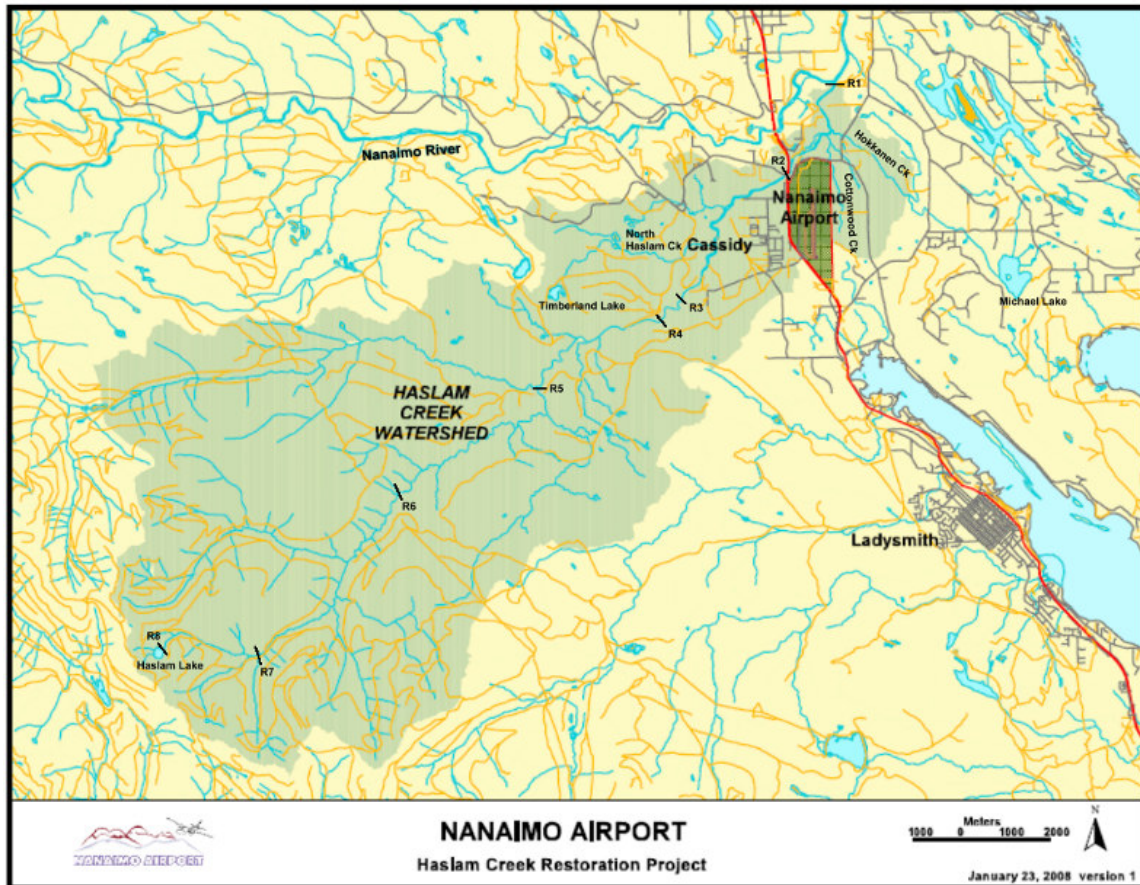 R1
Hokkanen Ck
Nanaimo River
R2
Nanaimo
Airport
Cottonwood Ck
North
Haslam Ck
Cassidy
Michael Lake
Timberland Lake
R3
R4
HASLAM
CREEK
WATERSHED
R5
R6
Ladysmith
R8
Haslam Lake
R7
NANAIMO AIRPORT
NANAIMO AIRPORT
Haslam Creek Restoration Project
Meters
1000 0 1000 2000
N
January 23, 2008 version 1